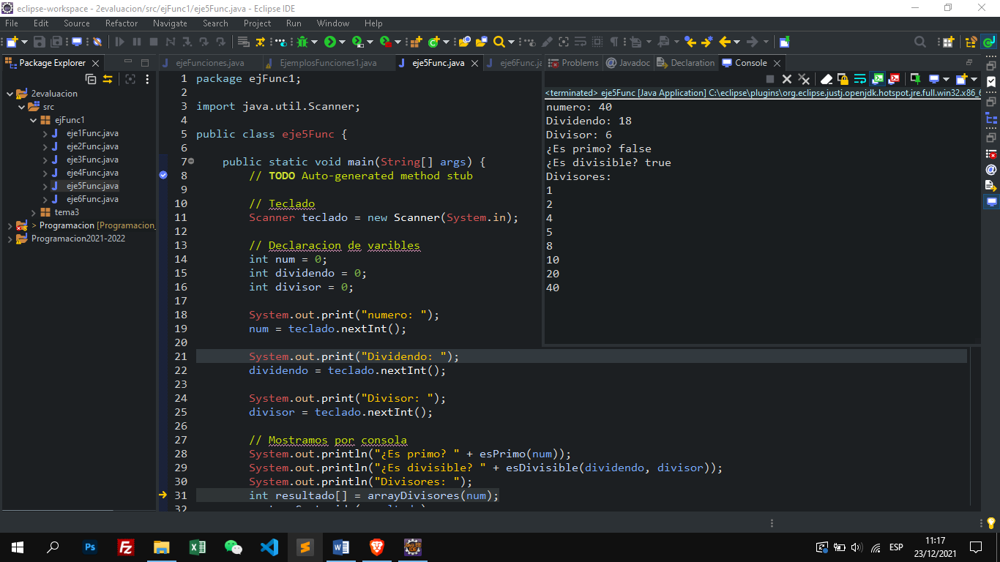 eclipse-workspace - 2evaluacion/src/ejFunc1/eje5Func.java - Eclipse IDE
File Edit Source Refactor Navigate Search Project Run Window Help
Package Explorer
2evaluacion
src
ejFunc1
eje1Func.java
eje2Func.java
eje3Func.java
eje4Func.java
eje5Func.java
eje6Func.java
tema3
> Programacion [Programacion_
Programacion2021-2022
ejeFunciones.java EjemplosFunciones1.java eje5Func.java eje6Func.ja
1 package ejFunc1;
2
3 import java.util.Scanner;
4
5 public class eje5Func {
6
7 public static void main(String[] args) {
8 // TODO Auto-generated method stub
9
10 // Teclado
11 Scanner teclado = new Scanner(System.in);
12
13 // Declaracion de varibles
14 int num = 0;
15 int dividendo = 0;
16 int divisor = 0;
17
18 System.out.print("numero: ");
19 num = teclado.nextInt();
20
21 System.out.print("Dividendo: ");
22 dividendo = teclado.nextInt();
23
24 System.out.print("Divisor: ");
25 divisor = teclado.nextInt();
26
27 // Mostramos por consola
28 System.out.println("¿Es primo? " + esPrimo(num));
29 System.out.println("¿Es divisible? " + esDivisible(dividendo, divisor));
30 System.out.println("Divisores: ");
31 int resultado[] = arrayDivisores(num);
32
Problems Javadoc Declaration Console
<terminated> eje5Func [Java Application] C:\eclipse\plugins\org.eclipse.justj.openjdk.hotspot.jre.full.win32.x86_6
numero: 40
Dividendo: 18
Divisor: 6
¿Es primo? false
¿Es divisible? true
Divisores:
1
2
4
5
8
10
20
40
Ps
ESP
11:17
23/12/2021